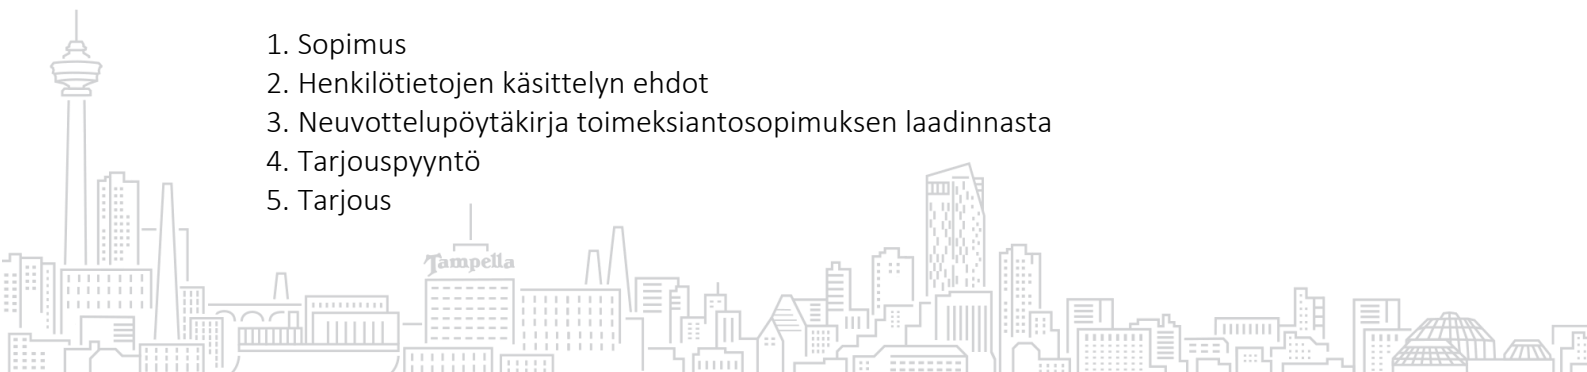 1. Sopimus
2. Henkilötietojen käsittelyn ehdot
3. Neuvottelupöytäkirja toimeksiantosopimuksen laadinnasta
4. Tarjouspyyntö
5. Tarjous
Tampella